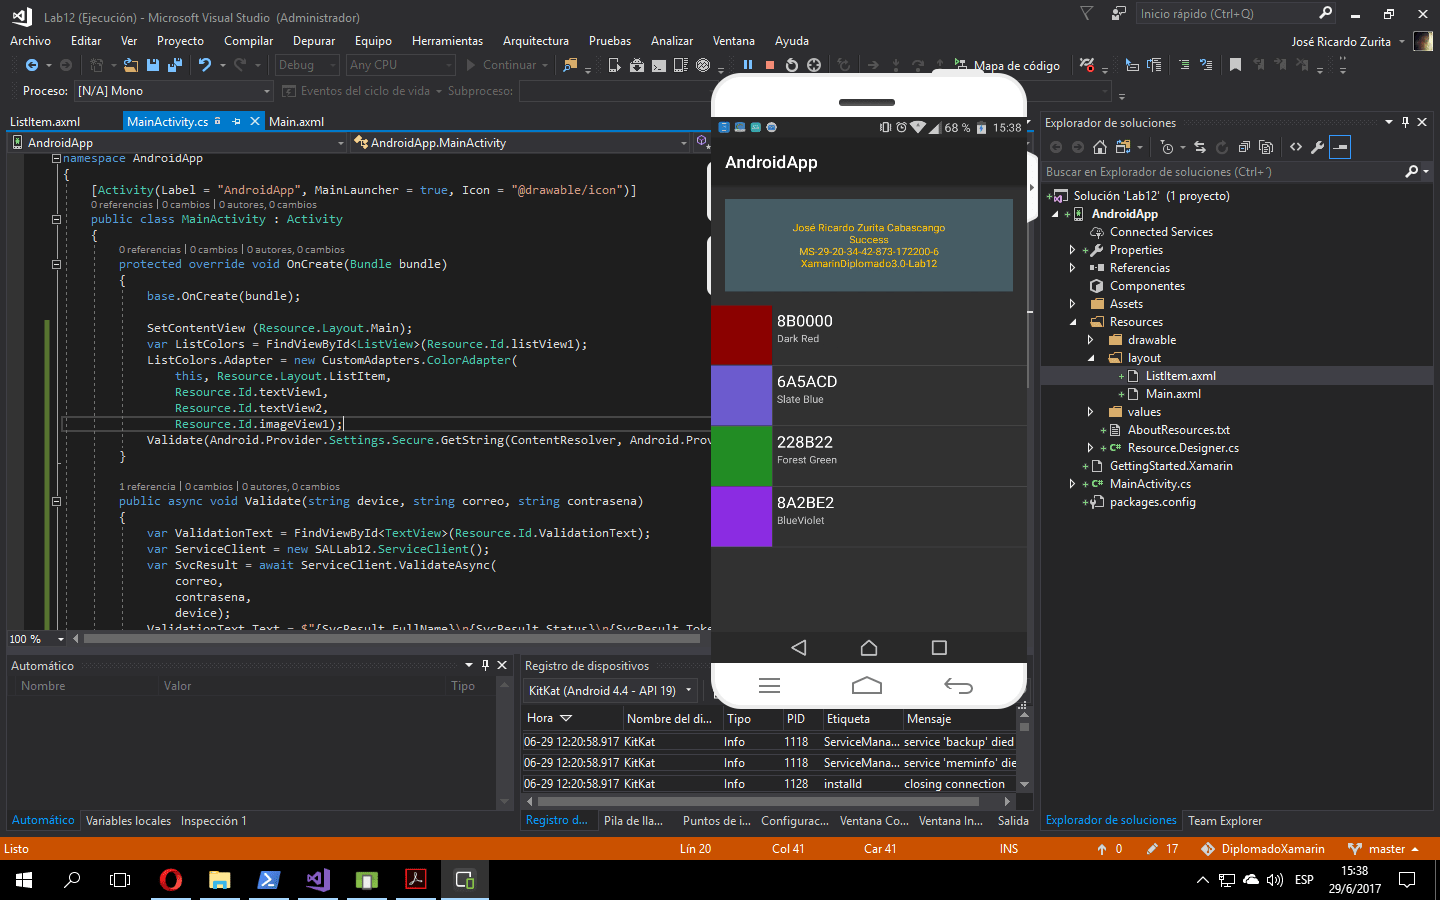 Lab12 (Ejecución) - Microsoft Visual Studio (Administrador)
Inicio rápido (Ctrl+Q)
Archivo Editar Ver Proyecto Compilar Depurar Equipo Herramientas Arquitectura Pruebas Analizar Ventana Ayuda
José Ricardo Zurita
Debug Any CPU Continuar Mapa de código
Proceso: [N/A] Mono Eventos del ciclo de vida Subproceso:
ListItem.axml MainActivity.cs Main.axml
AndroidApp AndroidApp.MainActivity
namespace AndroidApp
{
[Activity(Label = "AndroidApp", MainLauncher = true, Icon = "@drawable/icon")]
0 referencias | 0 cambios | 0 autores, 0 cambios
public class MainActivity : Activity
{
0 referencias | 0 cambios | 0 autores, 0 cambios
protected override void OnCreate(Bundle bundle)
{
base.OnCreate(bundle);
SetContentView (Resource.Layout.Main);
var ListColors = FindViewById<ListView>(Resource.Id.listView1);
ListColors.Adapter = new CustomAdapters.ColorAdapter(
this, Resource.Layout.ListItem,
Resource.Id.textView1,
Resource.Id.textView2,
Resource.Id.imageView1);
Validate(Android.Provider.Settings.Secure.GetString(ContentResolver, Android.Prov
}
1 referencia | 0 cambios | 0 autores, 0 cambios
public async void Validate(string device, string correo, string contrasena)
{
var ValidationText = FindViewById<TextView>(Resource.Id.ValidationText);
var ServiceClient = new SALLab12.ServiceClient();
var SvcResult = await ServiceClient.ValidateAsync(
correo,
contrasena,
device);
ValidationText.Text = $"{SvcResult.FullName}\n{SvcResult.Status}\n{SvcResult.Toke
100 %
68 % 15:38
AndroidApp
José Ricardo Zurita Cabascango
Success
MS-29-20-34-42-873-172200-6
XamarinDiplomado3.0-Lab12
8B0000
Dark Red
6A5ACD
Slate Blue
228B22
Forest Green
8A2BE2
BlueViolet
Explorador de soluciones
Buscar en Explorador de soluciones (Ctrl+´)
Solución 'Lab12' (1 proyecto)
AndroidApp
Connected Services
Properties
Referencias
Componentes
Assets
Resources
drawable
layout
ListItem.axml
Main.axml
values
AboutResources.txt
Resource.Designer.cs
GettingStarted.Xamarin
MainActivity.cs
packages.config
Automático
Nombre Valor Tipo
Registro de dispositivos
KitKat (Android 4.4 - API 19)
Hora Nombre del di... Tipo PID Etiqueta Mensaje
06-29 12:20:58.917 KitKat Info 1118 ServiceMana... service 'backup' died
06-29 12:20:58.917 KitKat Info 1118 ServiceMana... service 'meminfo' die
06-29 12:20:58.917 KitKat Info 1128 installd closing connection
Automático Variables locales Inspección 1
Registro d... Pila de lla... Puntos de i... Configurac... Ventana Co... Ventana In... Salida
Explorador de soluciones Team Explorer
Listo Lín 20 Col 41 Car 41 INS 0 17 DiplomadoXamarin master
ESP 15:38
29/6/2017